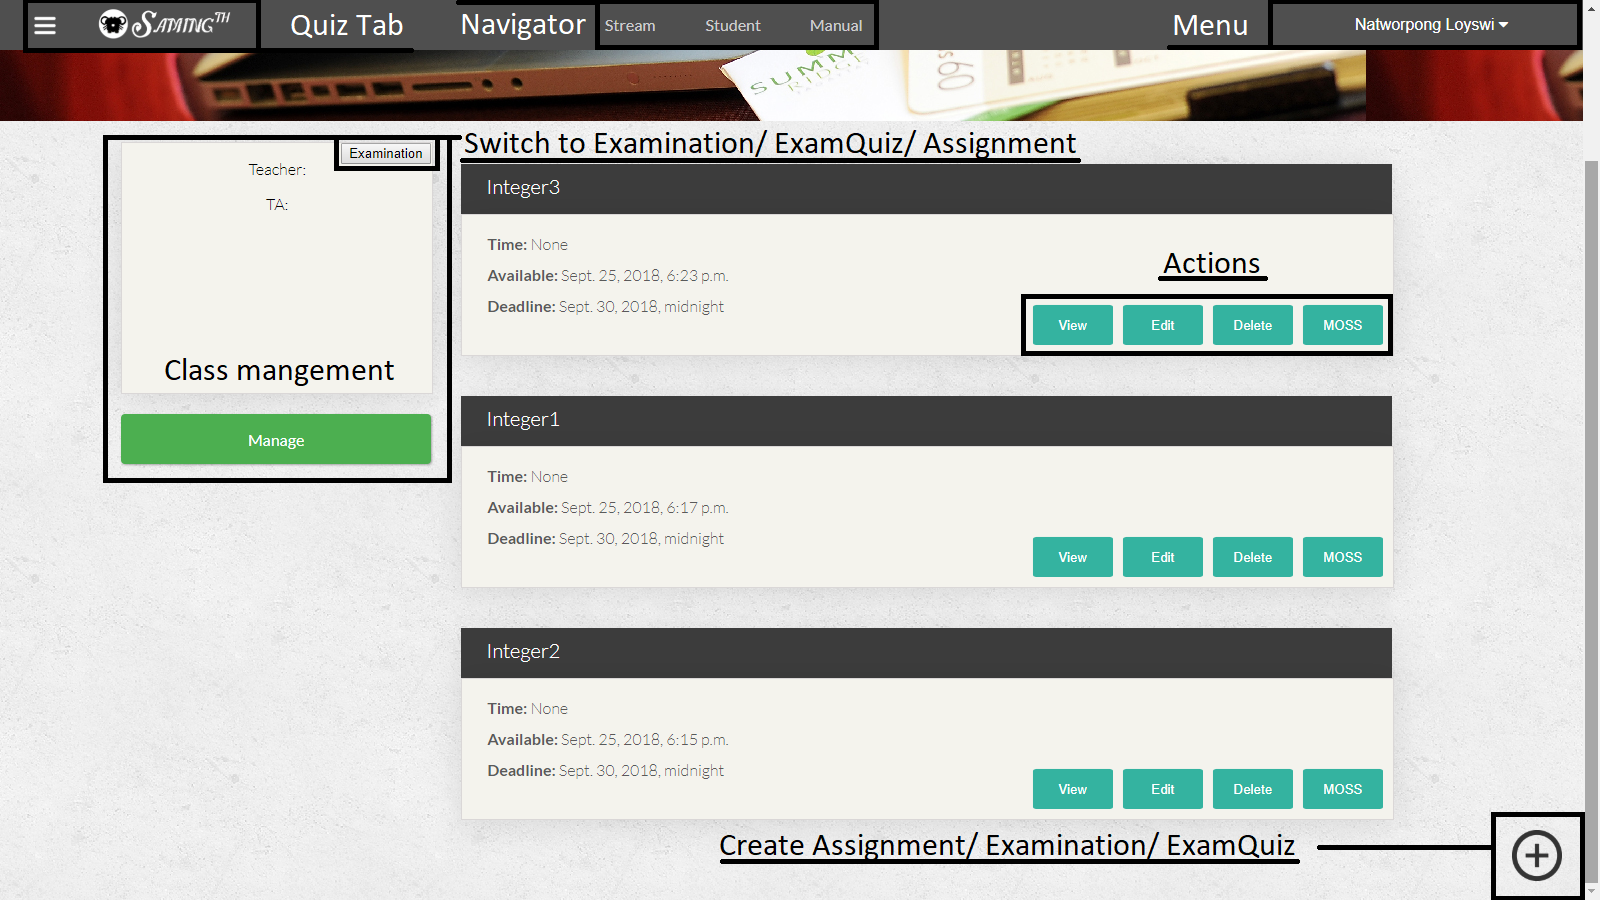 SAMINGTH
Quiz Tab
Navigator
Stream
Student
Manual
Menu
Natworpong Loyswi
SUMM
RIDGE
60
Switch to Examination/ ExamQuiz/ Assignment
Examination
Teacher:
TA:
Class mangement
Manage
Integer3
Time: None
Available: Sept. 25, 2018, 6:23 p.m.
Deadline: Sept. 30, 2018, midnight
Actions
View Edit Delete MOSS
Integer1
Time: None
Available: Sept. 25, 2018, 6:17 p.m.
Deadline: Sept. 30, 2018, midnight
View Edit Delete MOSS
Integer2
Time: None
Available: Sept. 25, 2018, 6:15 p.m.
Deadline: Sept. 30, 2018, midnight
View Edit Delete MOSS
Create Assignment/ Examination/ ExamQuiz